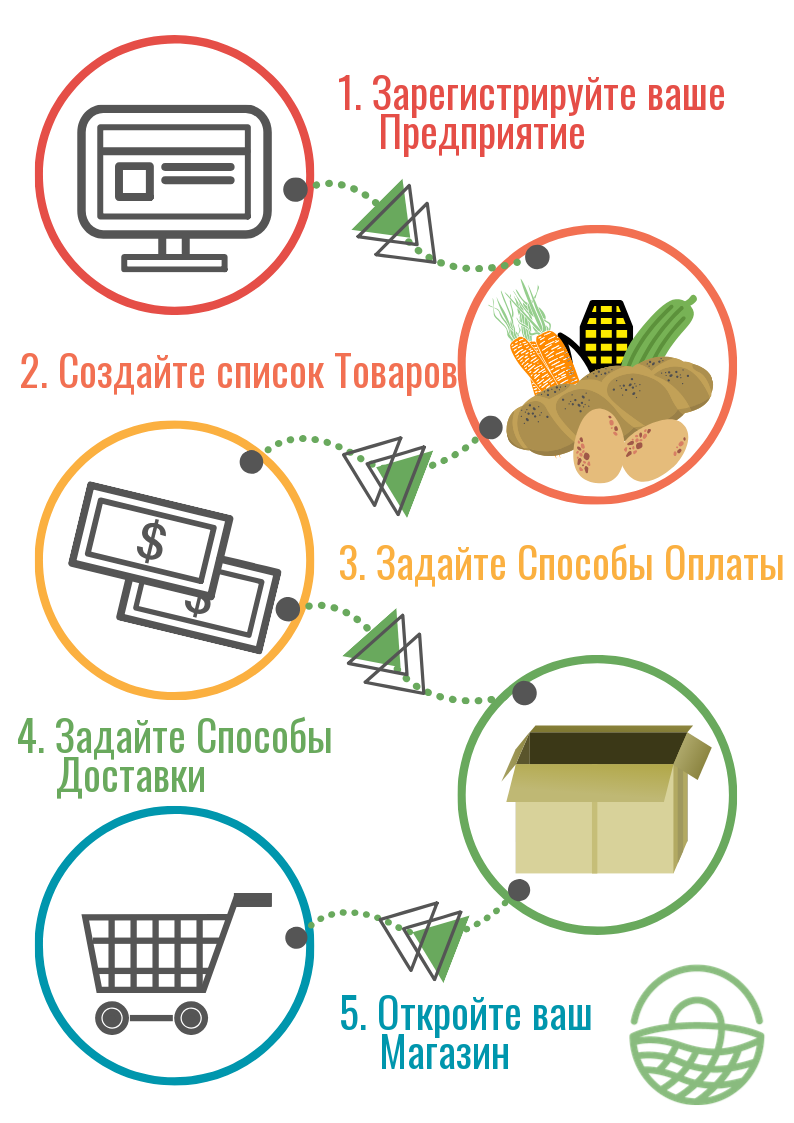 1. Зарегистрируйте ваше
Предприятие
2. Создайте список Товаров
$
$
3. Задайте Способы Оплаты
4. Задайте Способы
Доставки
5. Откройте ваш
Магазин